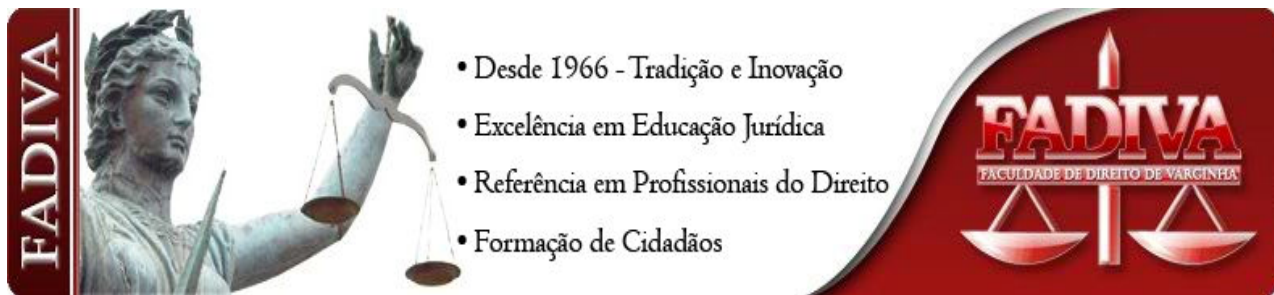 FADIVA
• Desde 1966 - Tradição e Inovação
• Excelência em Educação Jurídica
• Referência em Profissionais do Direito
• Formação de Cidadãos
FADIVA
FACULDADE DE DIREITO DE VARGINHA